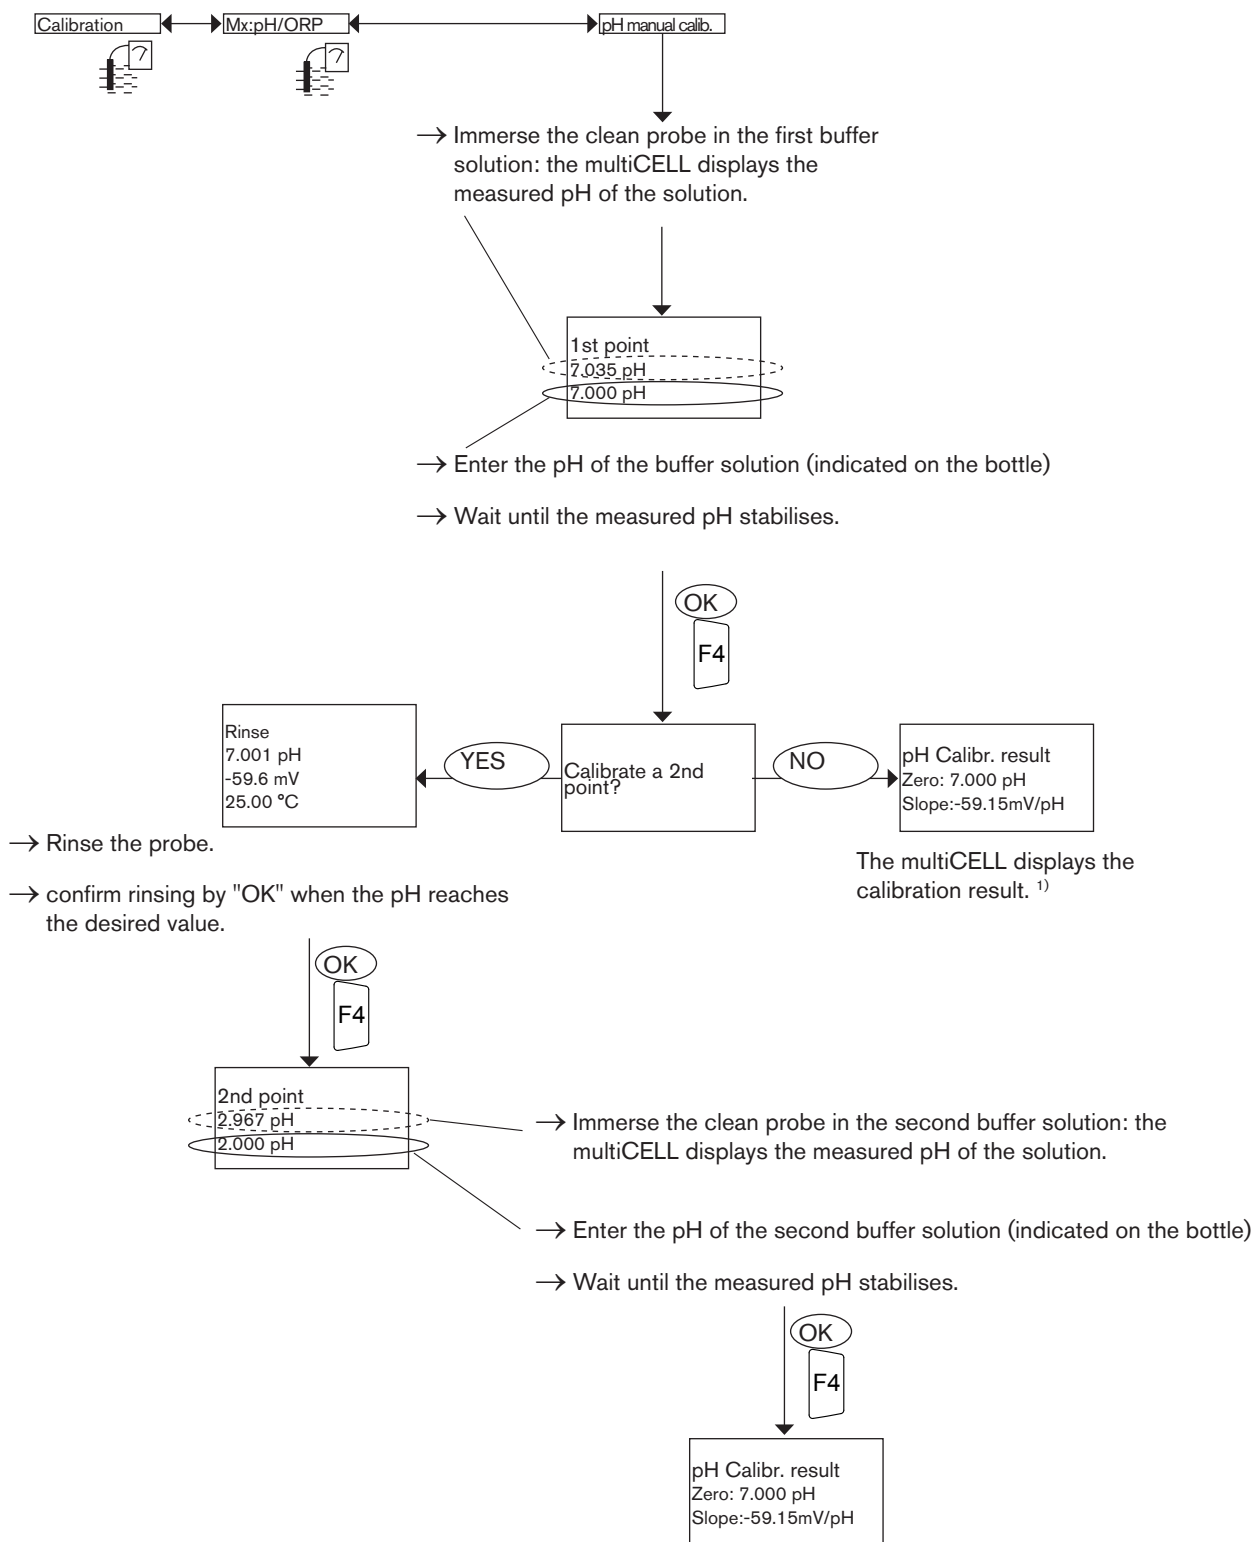 Calibration
Mx:pH/ORP
pH manual calib.
→ Immerse the clean probe in the first buffer
solution: the multiCELL displays the
measured pH of the solution.
1st point
7.035 pH
7.000 pH
→ Enter the pH of the buffer solution (indicated on the bottle)
→ Wait until the measured pH stabilises.
OK
F4
Rinse
7.001 pH
-59.6 mV
25.00 °C
YES
Calibrate a 2nd
point?
NO
pH Calibr. result
Zero: 7.000 pH
Slope:-59.15mV/pH
→ Rinse the probe.
→ confirm rinsing by "OK" when the pH reaches
the desired value.
The multiCELL displays the
calibration result. 1)
OK
F4
2nd point
2.967 pH
2.000 pH
→ Immerse the clean probe in the second buffer solution: the
multiCELL displays the measured pH of the solution.
→ Enter the pH of the second buffer solution (indicated on the bottle)
→ Wait until the measured pH stabilises.
OK
F4
pH Calibr. result
Zero: 7.000 pH
Slope:-59.15mV/pH